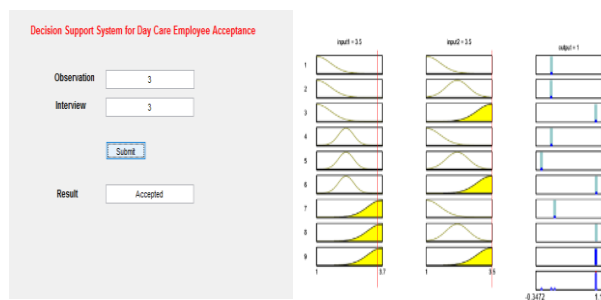 Decision Support System for Day Care Employee Acceptance
Observation
3
Interview
3
Submit
Result
Accepted
input1 = 3.5
input2 = 3.5
output = 1
1
2
3
4
5
6
7
8
9
1
3.7
1
3.5
-0.3472